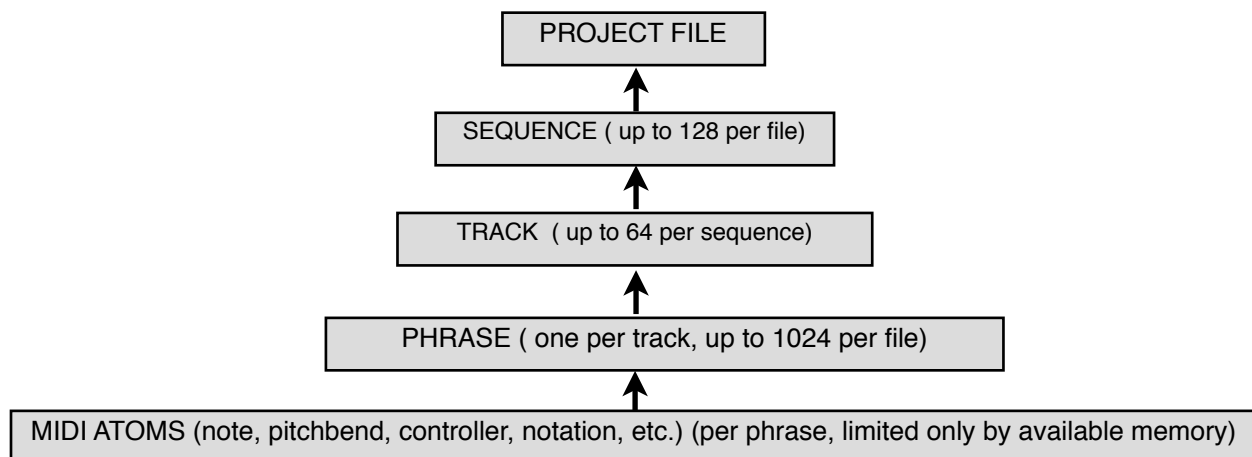 PROJECT FILE
SEQUENCE ( up to 128 per file)
TRACK  ( up to 64 per sequence)
PHRASE ( one per track, up to 1024 per file)
MIDI ATOMS (note, pitchbend, controller, notation, etc.) (per phrase, limited only by available memory)